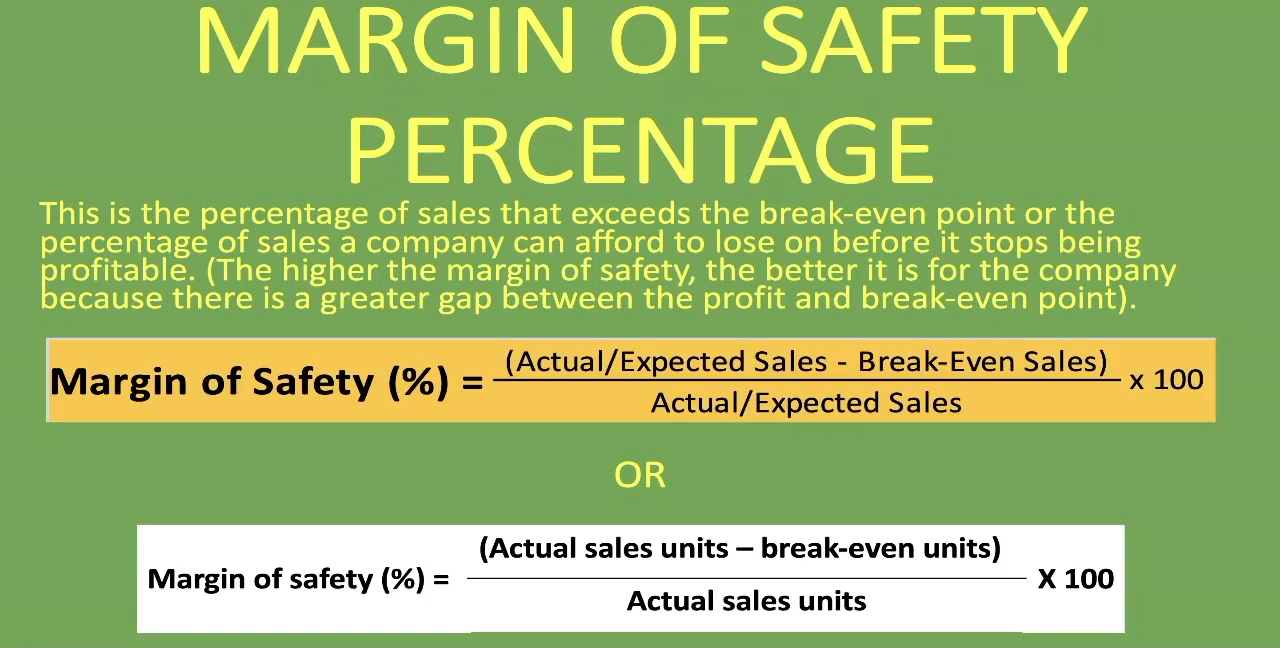 MARGIN OF SAFETY
PERCENTAGE
This is the percentage of sales that exceeds the break-even point or the
percentage of sales a company can afford to lose on before it stops being
profitable. (The higher the margin of safety, the better it is for the company
because there is a greater gap between the profit and break-even point).
(Actual/Expected Sales - Break-Even Sales)
Margin of Safety (%) = x 100
Actual/Expected Sales
OR
(Actual sales units – break-even units)
Margin of safety (%) = X 100
Actual sales units